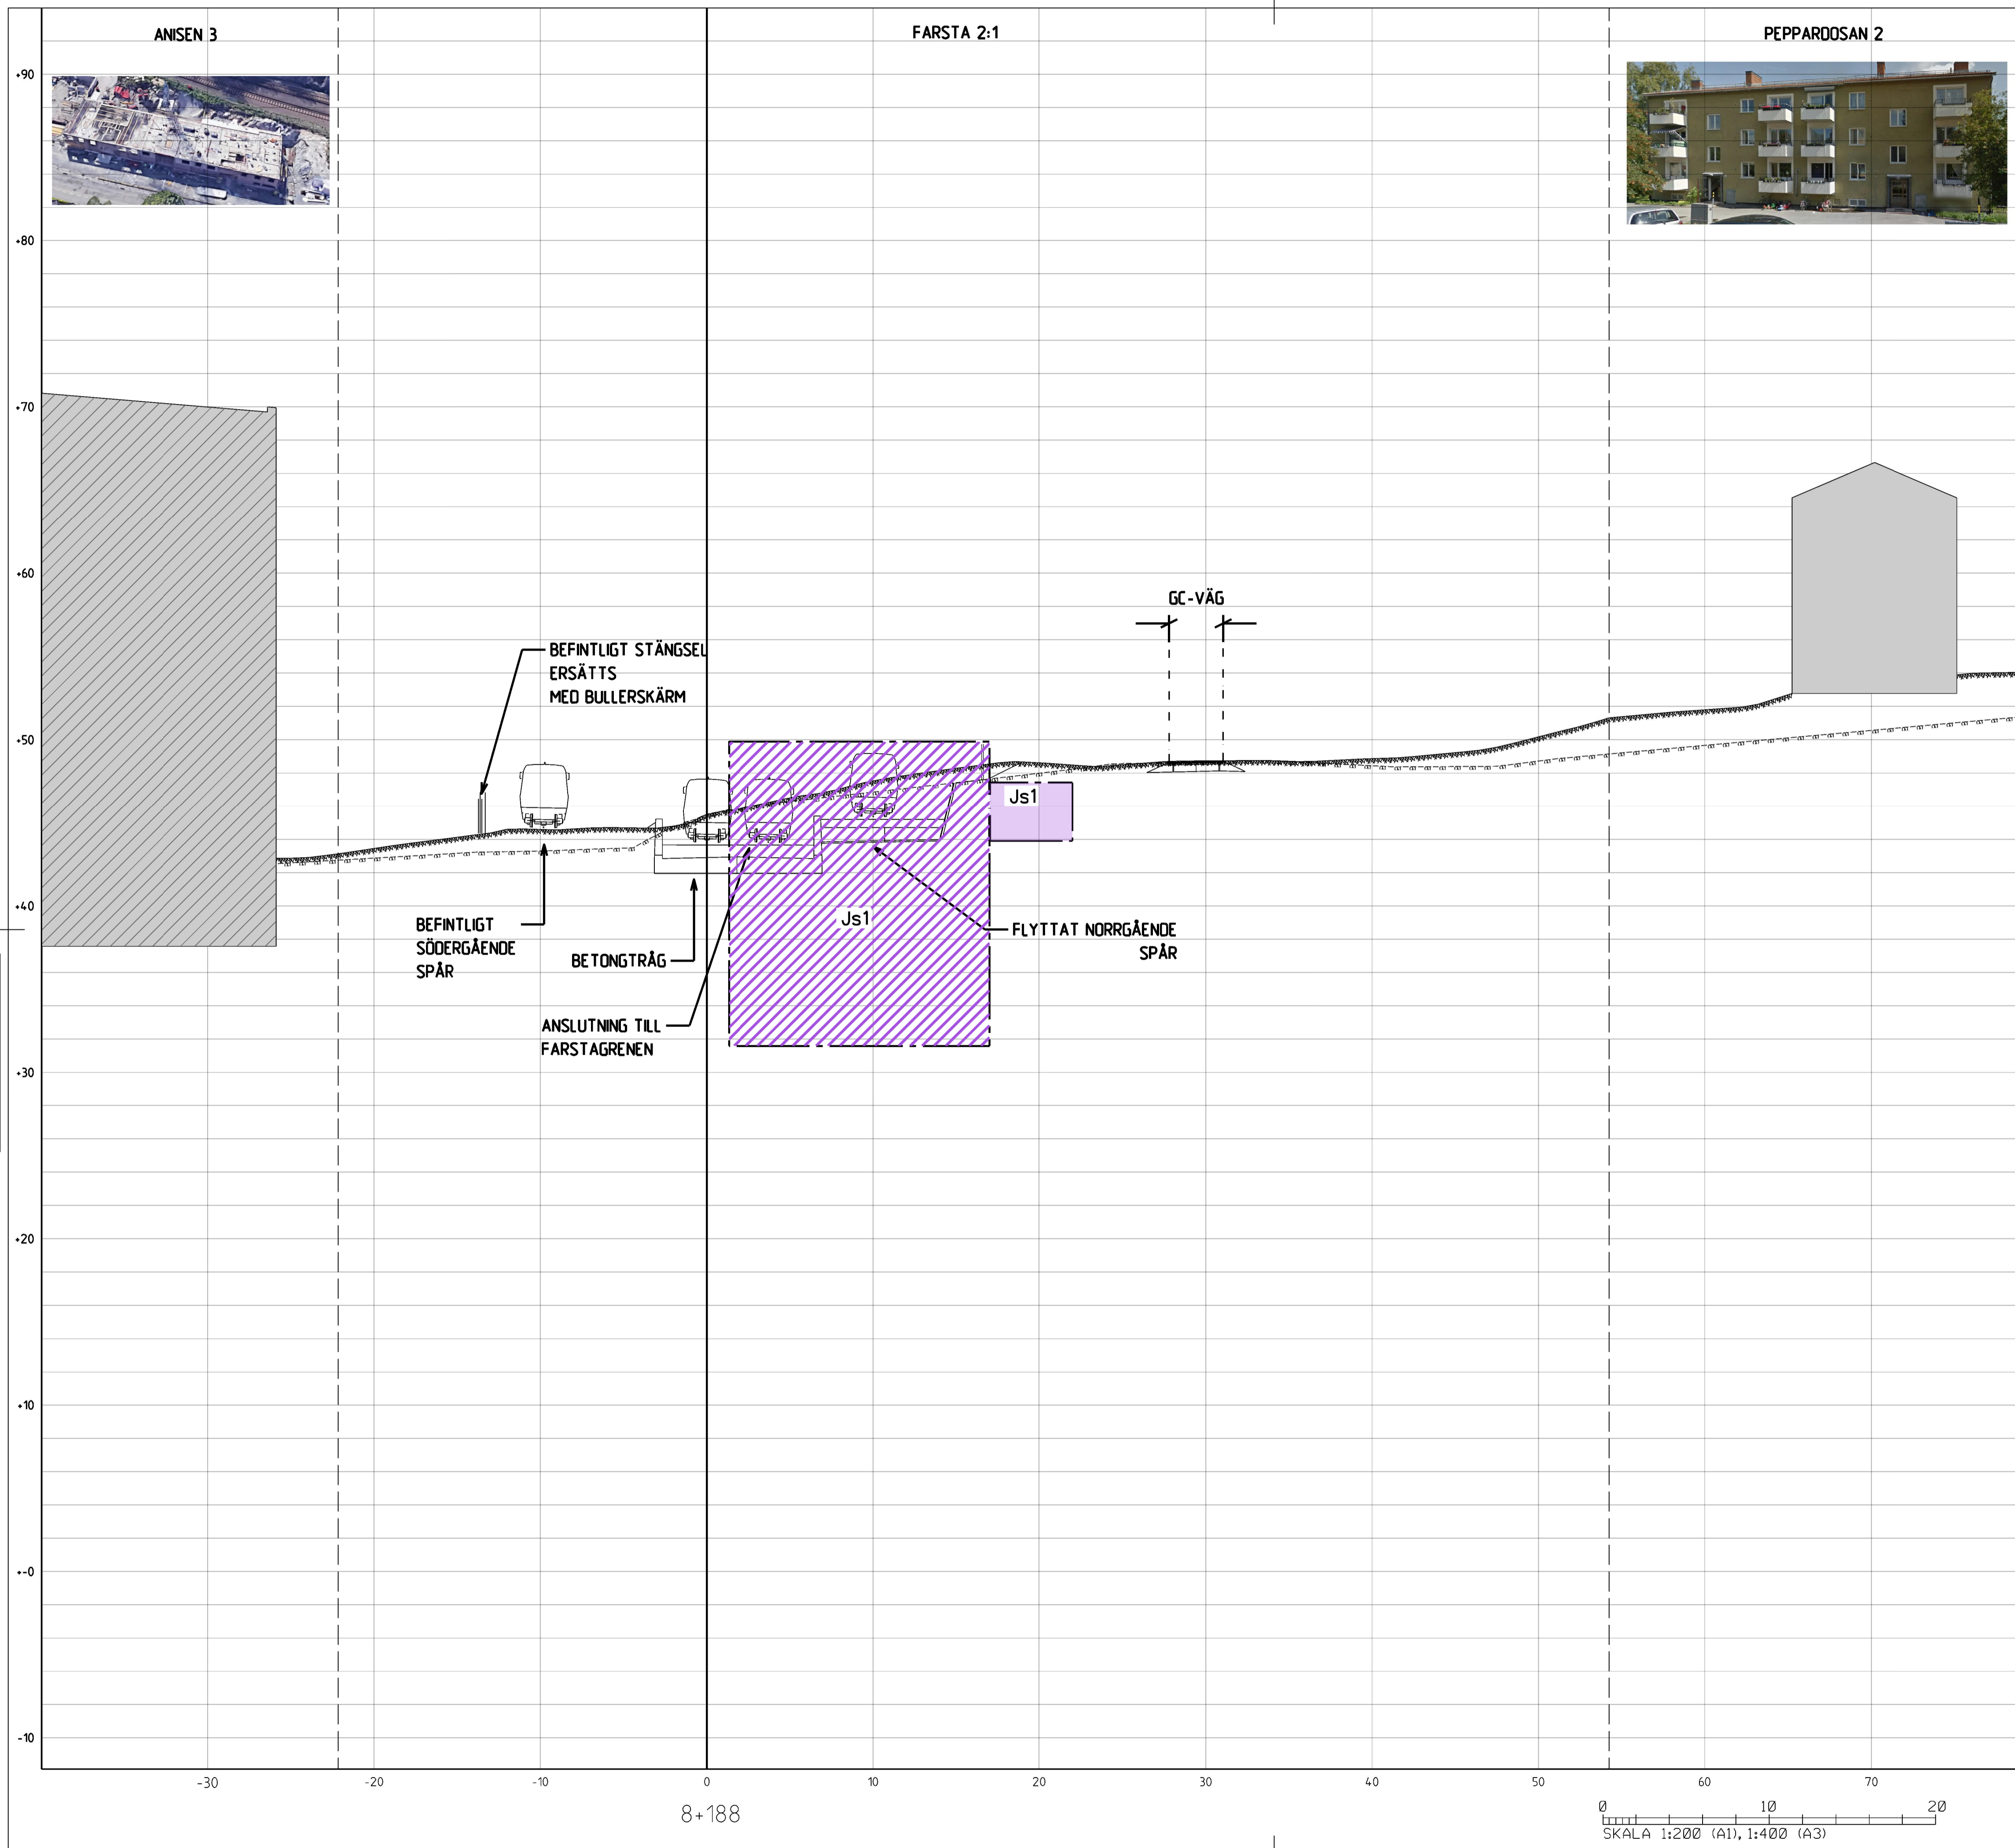 ANISEN 3
FARSTA 2:1
PEPPARDOSAN 2
+90
+80
+70
+60
+50
+40
+30
+20
+10
+-0
-10
GC-VÄG
BEFINTLIGT STÄNGSEL
ERSÄTTS
MED BULLERSKÄRM
Js1
Js1
BEFINTLIGT
SÖDERGÅENDE
SPÅR
BETONGTRÅG
FLYTTAT NORRGÅENDE
SPÅR
ANSLUTNING TILL
FARSTAGRENEN
-30 -20 -10 0 10 20 30 40 50 60 70
8+188
0 10 20
SKALA 1:200 (A1), 1:400 (A3)